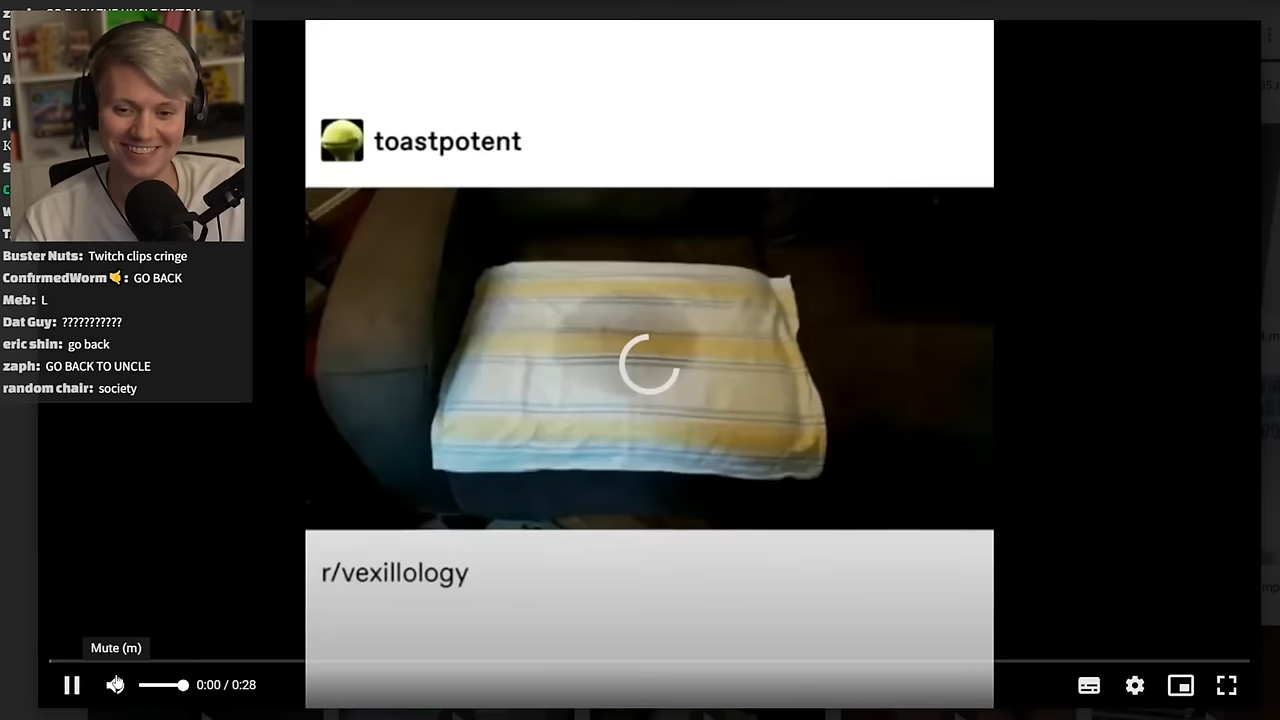 toastpotent
Buster Nuts: Twitch clips cringe
ConfirmedWorm🤙: GO BACK
Meb: L
Dat Guy: ???????????
eric shin: go back
zaph: GO BACK TO UNCLE
random chair: society
r/vexillology
Mute (m)
0:00 / 0:28